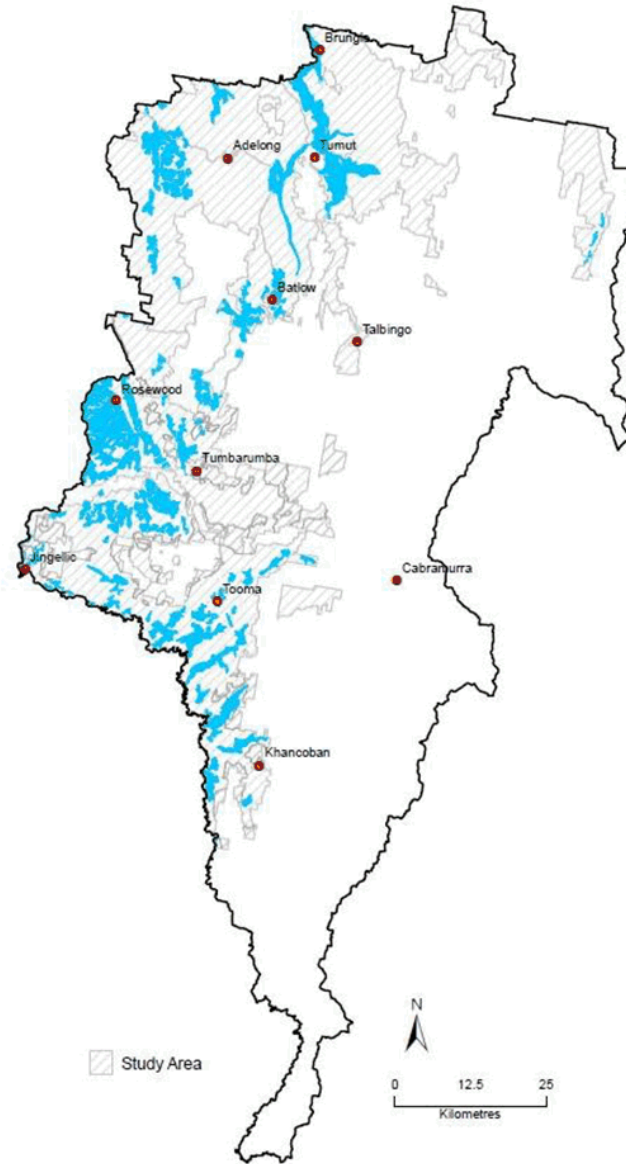 Brungle
Adelong
Tumut
Batlow
Talbingo
Rosewood
Tumbarumba
Jingellic
Cabramurra
Tooma
Khancoban
N
Study Area
0 12.5 25
Kilometres